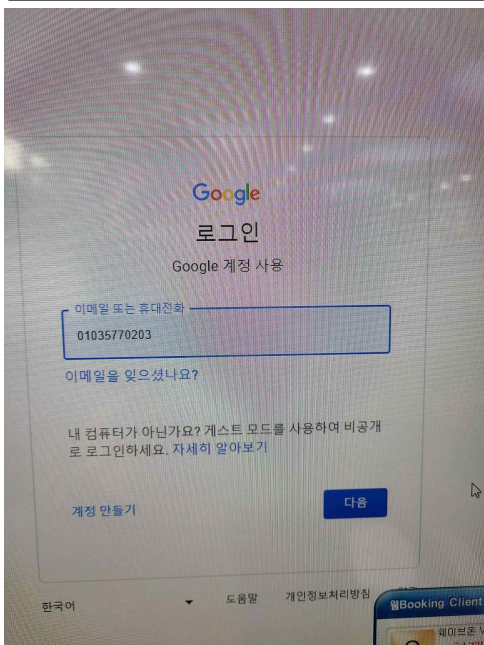 Google
로그인
Google 계정 사용
이메일 또는 휴대전화
01035770203
이메일을 잊으셨나요?
내 컴퓨터가 아닌가요? 게스트 모드를 사용하여 비공개
로 로그인하세요. 자세히 알아보기
계정 만들기
다음
한국어
도움말
개인정보처리방침
웹Booking Client
웨이브온